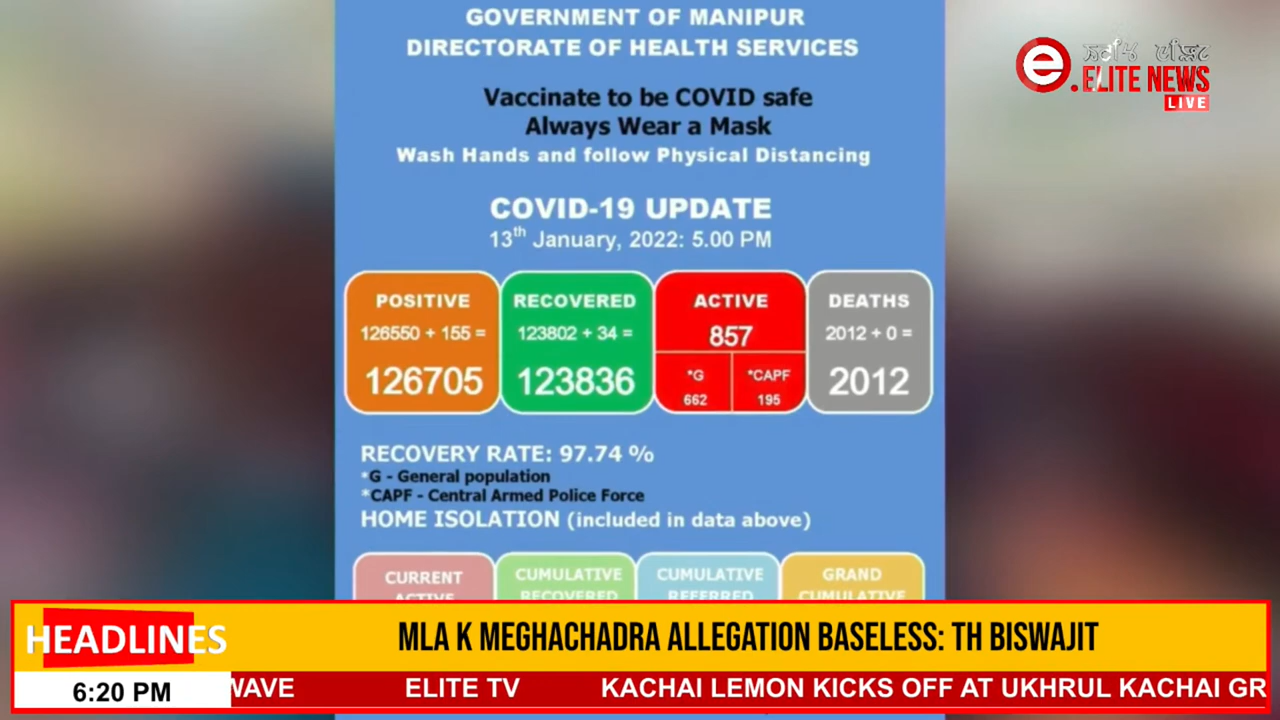 GOVERNMENT OF MANIPUR
DIRECTORATE OF HEALTH SERVICES
Vaccinate to be COVID safe
Always Wear a Mask
Wash Hands and follow Physical Distancing
COVID-19 UPDATE
13th January, 2022: 5.00 PM
POSITIVE
126550 + 155 =
126705
RECOVERED
123802 + 34 =
123836
ACTIVE
857
*G
662
*CAPF
195
DEATHS
2012 + 0 =
2012
RECOVERY RATE: 97.74 %
*G - General population
*CAPF - Central Armed Police Force
HOME ISOLATION (included in data above)
CURRENT
ACTIVE
CUMULATIVE
RECOVERED
CUMULATIVE
REFERRED
GRAND
CUMULATIVE
e.ELITE NEWS
LIVE
HEADLINES
MLA K MEGHACHADRA ALLEGATION BASELESS: TH BISWAJIT
6:20 PM
WAVE ELITE TV KACHAI LEMON KICKS OFF AT UKHRUL KACHAI GR